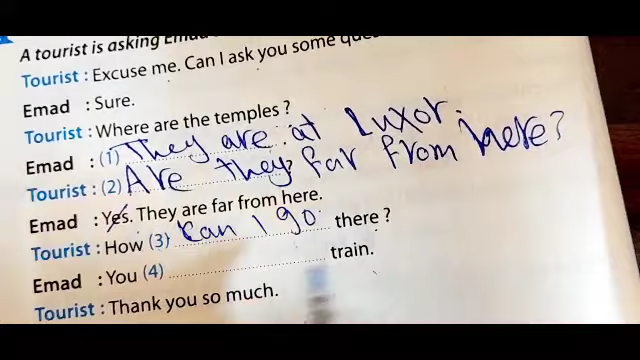 A tourist is asking Emad
Tourist : Excuse me. Can I ask you some
Emad : Sure.
Tourist : Where are the temples ?
Emad : (1) They are at Luxor.
Tourist : (2) Are they far from here?
Emad : Yes. They are far from here.
Tourist : How (3) can I go there ?
Emad : You (4) .............................. train.
Tourist : Thank you so much.